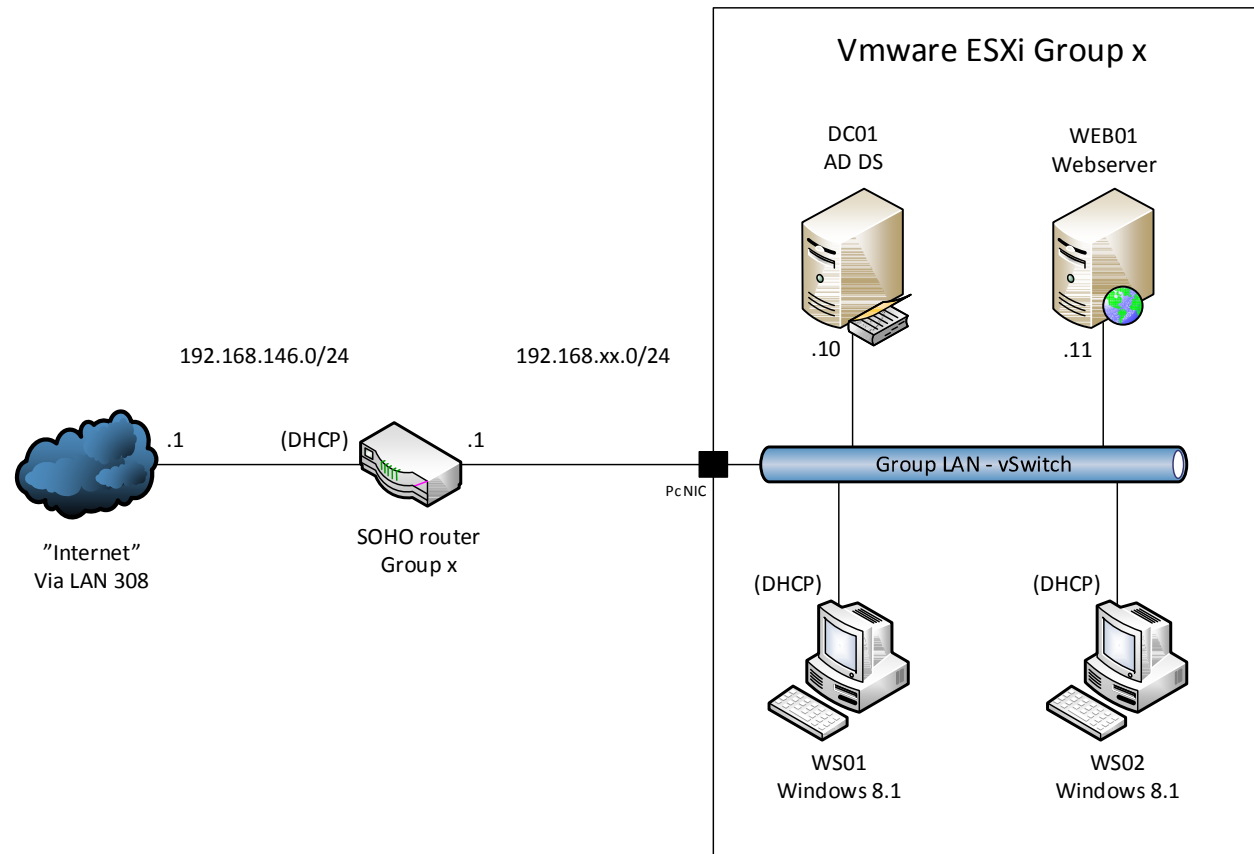 Vmware ESXi Group x
DC01
AD DS
WEB01
Webserver
.10
.11
192.168.146.0/24
192.168.xx.0/24
.1
(DHCP)
.1
PcNIC
Group LAN - vSwitch
”Internet”
Via LAN 308
SOHO router
Group x
(DHCP)
(DHCP)
WS01
Windows 8.1
WS02
Windows 8.1